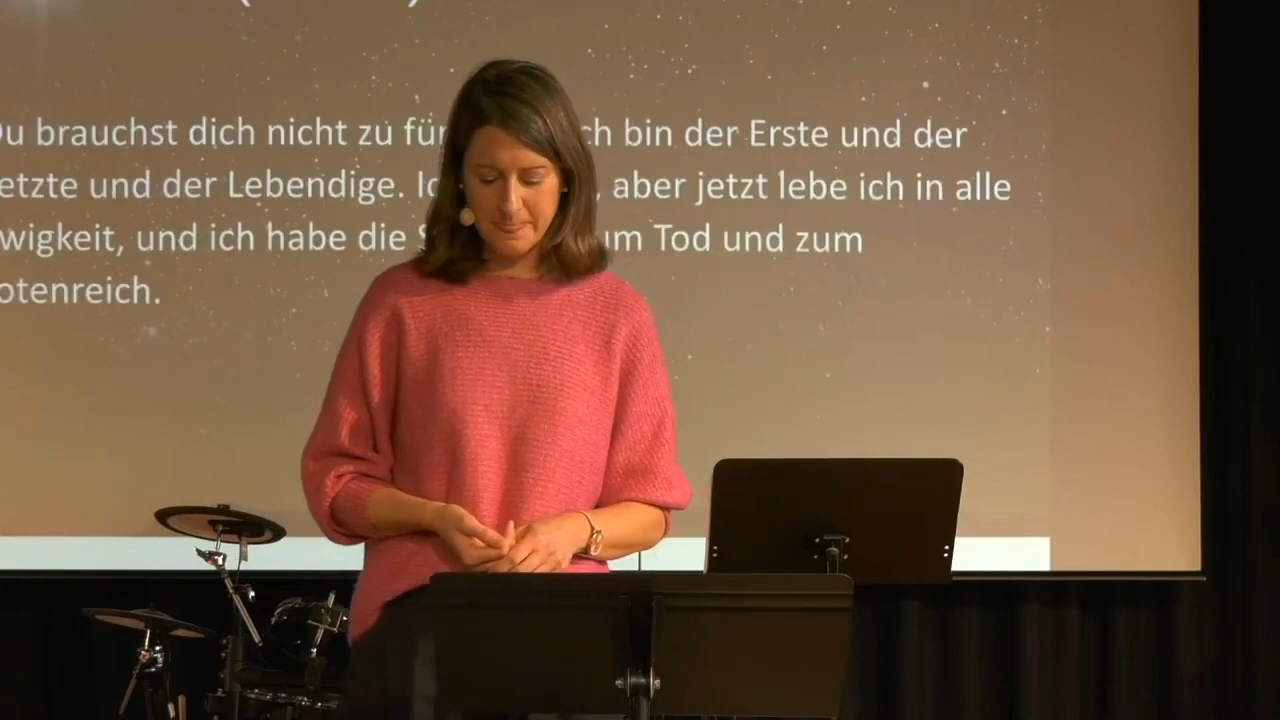 brauchst dich nicht zu für ch bin der Erste und der
etzte und der Lebendige. Ic , aber jetzt lebe ich in alle
wigkeit, und ich habe die S um Tod und zum
otenreich.